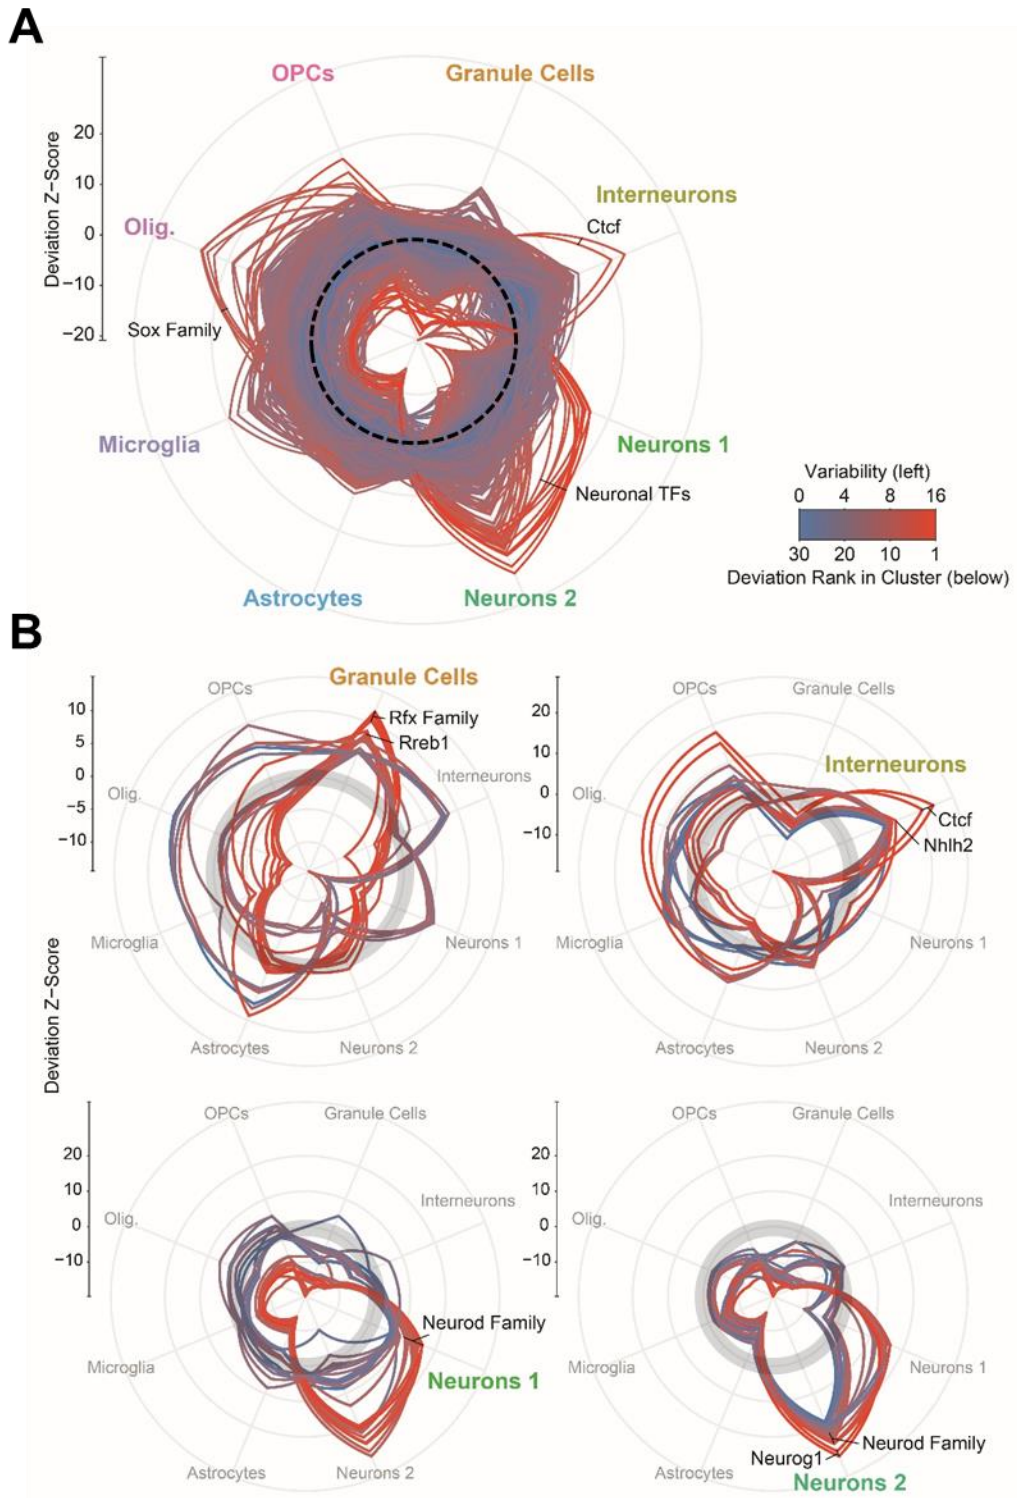 A
OPCs
Granule Cells
Deviation Z-Score
20
10
0
−10
−20
Interneurons
Ctcf
Olig.
Sox Family
Microglia
Neurons 1
Neuronal TFs
Astrocytes
Neurons 2
Variability (left)
0 4 8 16
30 20 10 1
Deviation Rank in Cluster (below)
B
Deviation Z-Score
10
5
0
−5
−10
OPCs
Granule Cells
Rfx Family
Rreb1
Interneurons
Olig.
Microglia
Neurons 1
Astrocytes
Neurons 2
20
10
0
−10
OPCs
Granule Cells
Interneurons
Olig.
Ctcf
Nhlh2
Microglia
Neurons 1
Astrocytes
Neurons 2
20
10
0
−10
OPCs
Granule Cells
Interneurons
Olig.
Neurod Family
Microglia
Neurons 1
Astrocytes
Neurons 2
20
10
0
−10
OPCs
Granule Cells
Interneurons
Olig.
Microglia
Neurons 1
Neurod Family
Neurog1
Astrocytes
Neurons 2